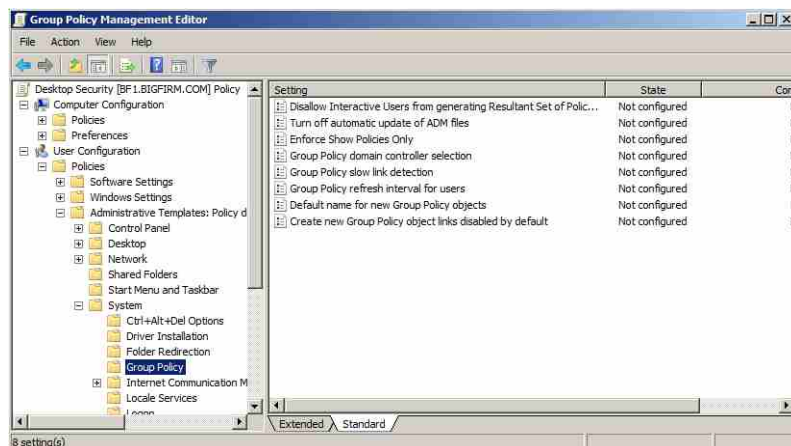 Group Policy Management Editor
File Action View Help
Desktop Security [BF1.BIGFIRM.COM] Policy
Computer Configuration
Policies
Preferences
User Configuration
Policies
Software Settings
Windows Settings
Administrative Templates: Policy d
Control Panel
Desktop
Network
Shared Folders
Start Menu and Taskbar
System
Ctrl+Alt+Del Options
Driver Installation
Folder Redirection
Group Policy
Internet Communication M
Locale Services
Logon
Setting State Cor
Disallow Interactive Users from generating Resultant Set of Polic... Not configured
Turn off automatic update of ADM files Not configured
Enforce Show Policies Only Not configured
Group Policy domain controller selection Not configured
Group Policy slow link detection Not configured
Group Policy refresh interval for users Not configured
Default name for new Group Policy objects Not configured
Create new Group Policy object links disabled by default Not configured
Extended Standard
8 setting(s)